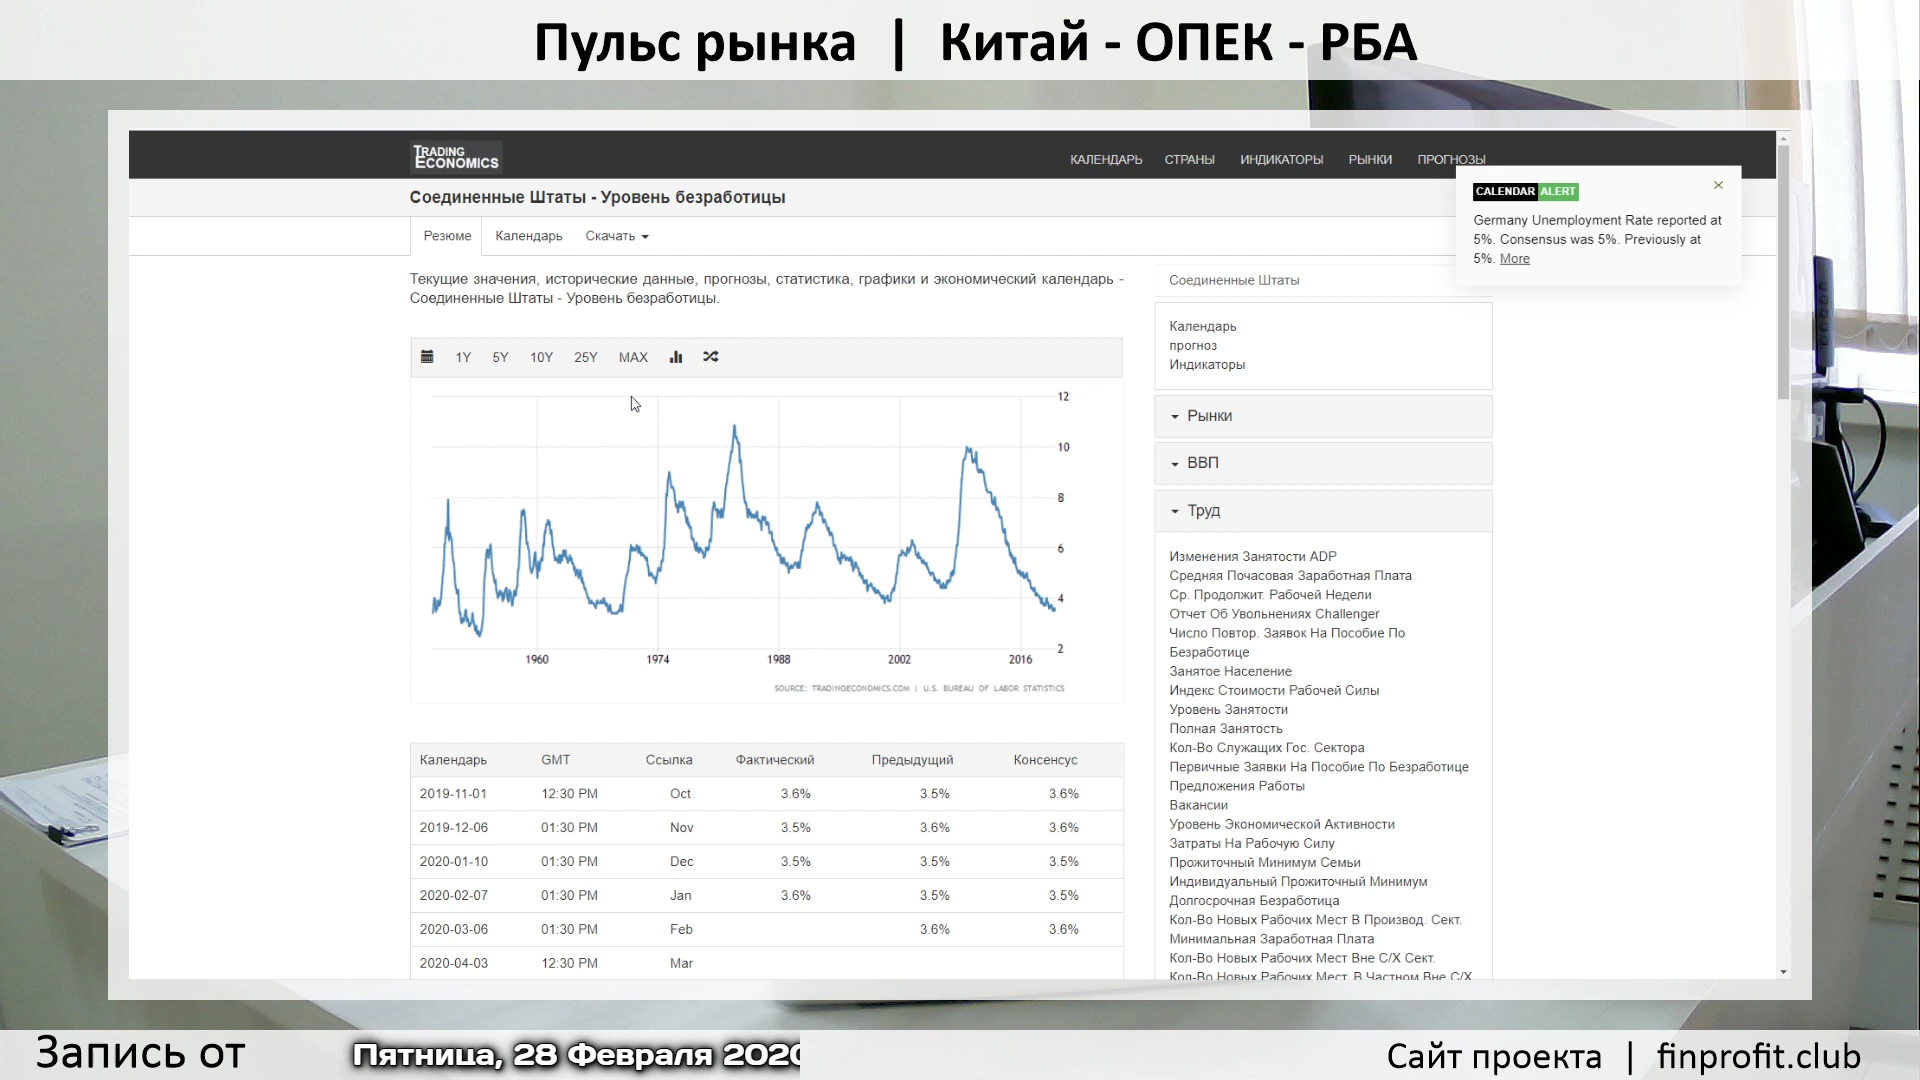 Пульс рынка | Китай - ОПЕК - РБА
TRADING
ECONOMICS
КАЛЕНДАРЬ СТРАНЫ ИНДИКАТОРЫ РЫНКИ ПРОГНОЗЫ
Соединенные Штаты - Уровень безработицы
CALENDAR ALERT ×
Germany Unemployment Rate reported at
5%. Consensus was 5%. Previously at
5%. More
Резюме Календарь Скачать
Текущие значения, исторические данные, прогнозы, статистика, графики и экономический календарь -
Соединенные Штаты - Уровень безработицы.
1Y 5Y 10Y 25Y MAX
12
10
8
6
4
2
1960 1974 1988 2002 2016
SOURCE: TRADINGECONOMICS.COM | U.S. BUREAU OF LABOR STATISTICS
Календарь GMT Ссылка Фактический Предыдущий Консенсус
2019-11-01 12:30 PM Oct 3.6% 3.5% 3.6%
2019-12-06 01:30 PM Nov 3.5% 3.6% 3.6%
2020-01-10 01:30 PM Dec 3.5% 3.5% 3.5%
2020-02-07 01:30 PM Jan 3.6% 3.5% 3.5%
2020-03-06 01:30 PM Feb 3.6% 3.6%
2020-04-03 12:30 PM Mar
Соединенные Штаты
Календарь
прогноз
Индикаторы
Рынки
ВВП
Труд
Изменения Занятости ADP
Средняя Почасовая Заработная Плата
Ср. Продолжит. Рабочей Недели
Отчет Об Увольнениях Challenger
Число Повтор. Заявок На Пособие По
Безработице
Занятое Население
Индекс Стоимости Рабочей Силы
Уровень Занятости
Полная Занятость
Кол-Во Служащих Гос. Сектора
Первичные Заявки На Пособие По Безработице
Предложения Работы
Вакансии
Уровень Экономической Активности
Затраты На Рабочую Силу
Прожиточный Минимум Семьи
Индивидуальный Прожиточный Минимум
Долгосрочная Безработица
Кол-Во Новых Рабочих Мест В Производ. Сект.
Минимальная Заработная Плата
Кол-Во Новых Рабочих Мест Вне С/Х Сект.
Кол-Во Новых Рабочих Мест В Частном Вне С/Х
Запись от Пятница, 28 Февраля 2020
Сайт проекта | finprofit.club